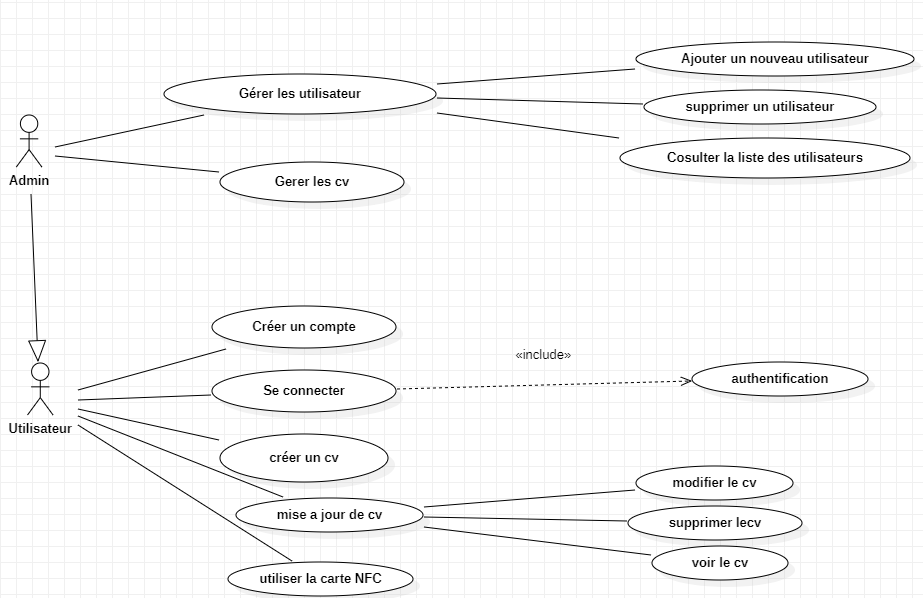 Ajouter un nouveau utilisateur
Gérer les utilisateur
supprimer un utilisateur
Cosulter la liste des utilisateurs
Admin
Gerer les cv
Créer un compte
«include»
authentification
Se connecter
Utilisateur
créer un cv
modifier le cv
mise a jour de cv
supprimer lecv
voir le cv
utiliser la carte NFC